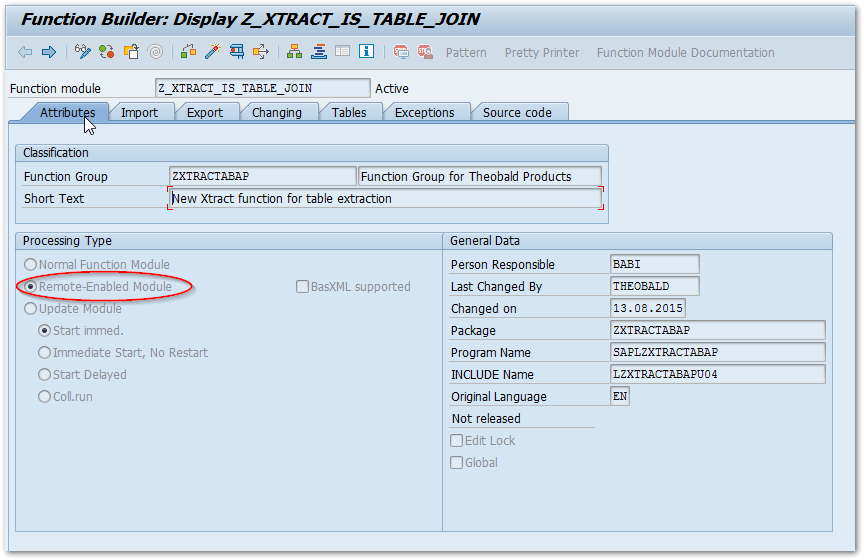 Function Builder: Display Z_XTRACT_IS_TABLE_JOIN
Pattern Pretty Printer Function Module Documentation
Function module Z_XTRACT_IS_TABLE_JOIN Active
Attributes Import Export Changing Tables Exceptions Source code
Classification
Function Group ZXTRACTABAP Function Group for Theobald Products
Short Text New Xtract function for table extraction
Processing Type
Normal Function Module
Remote-Enabled Module BasXML supported
Update Module
Start immed.
Immediate Start, No Restart
Start Delayed
Coll.run
General Data
Person Responsible BABI
Last Changed By THEOBALD
Changed on 13.08.2015
Package ZXTRACTABAP
Program Name SAPLZXTRACTABAP
INCLUDE Name LZXTRACTABAPU04
Original Language EN
Not released
Edit Lock
Global